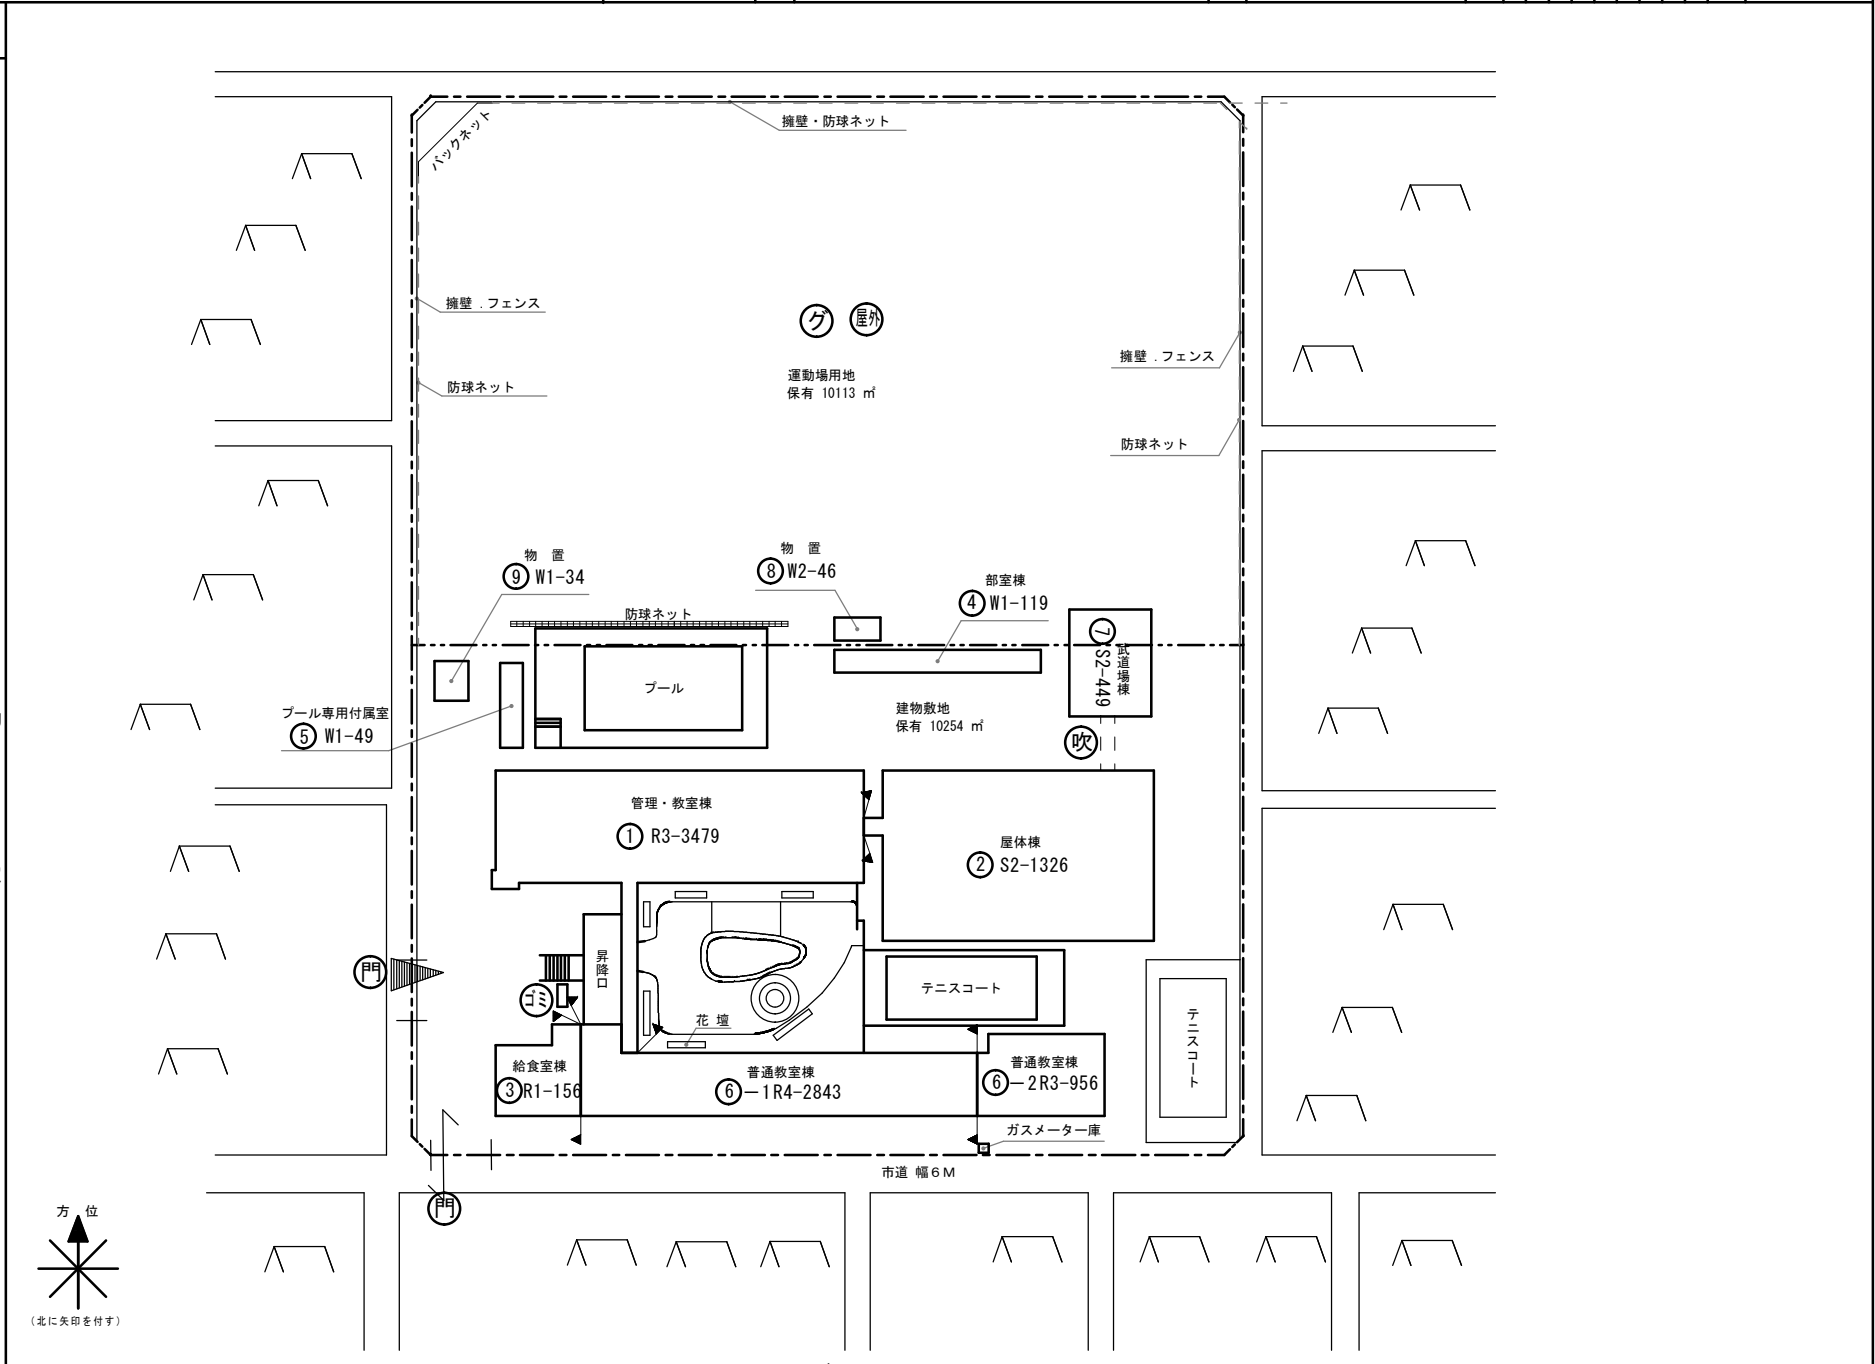 擁壁・防球ネット
バックネット
擁壁．フェンス
グ 屋外
擁壁．フェンス
運動場用地
保有 10113 ㎡
防球ネット
防球ネット
物　置
⑨ W1-34
物　置
⑧ W2-46
部室棟
④ W1-119
防球ネット
⑦ S2-449
武道場棟
プール
プール専用付属室
⑤ W1-49
建物敷地
保有 10254 ㎡
吹
管理・教室棟
① R3-3479
屋体棟
② S2-1326
門
昇降口
ゴミ
テニスコート
テニスコート
花 壇
給食室棟
③ R1-156
普通教室棟
⑥－1R4-2843
普通教室棟
⑥－2R3-956
ガスメーター庫
市道 幅６Ｍ
門
方　位
（北に矢印を付す）